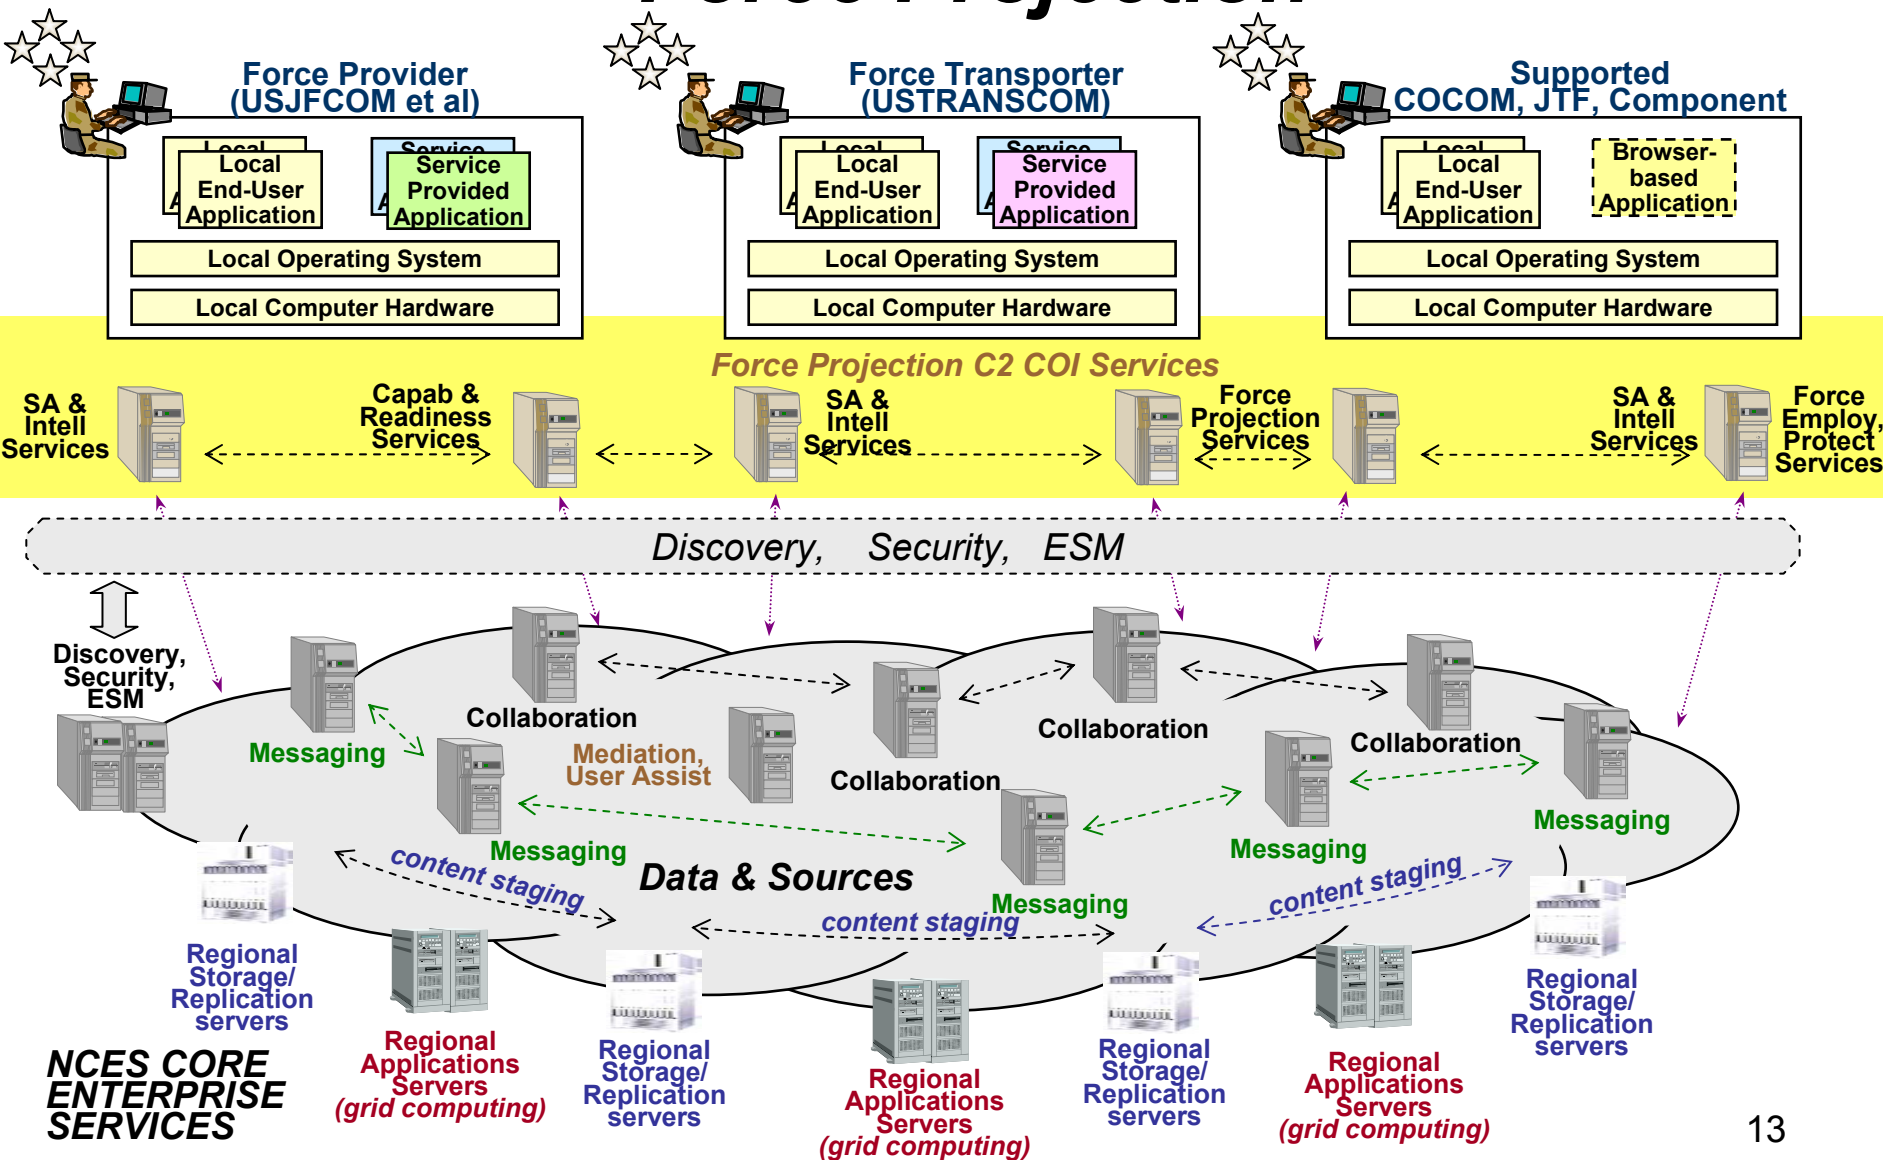 Force Projection
Force Provider
(USJFCOM et al)
Force Transporter
(USTRANSCOM)
Supported
COCOM, JTF, Component
Local
Local
End-User
Application
Service
Service
Provided
Application
Local Operating System
Local Computer Hardware
Local
Local
End-User
Application
Service
Service
Provided
Application
Local Operating System
Local Computer Hardware
Local
Local
End-User
Application
Browser-
based
Application
Local Operating System
Local Computer Hardware
Force Projection C2 COI Services
SA &
Intell
Services
Capab &
Readiness
Services
SA &
Intell
Services
Force
Projection
Services
SA &
Intell
Services
Force
Employ,
Protect
Services
Discovery, Security, ESM
Discovery,
Security,
ESM
Messaging
Collaboration
Mediation,
User Assist
Collaboration
Collaboration
Collaboration
Messaging
Messaging
Messaging
Messaging
Data & Sources
content staging
content staging
content staging
Regional
Storage/
Replication
servers
Regional
Applications
Servers
(grid computing)
Regional
Storage/
Replication
servers
Regional
Applications
Servers
(grid computing)
Regional
Storage/
Replication
servers
Regional
Applications
Servers
(grid computing)
Regional
Storage/
Replication
servers
NCES CORE
ENTERPRISE
SERVICES
13